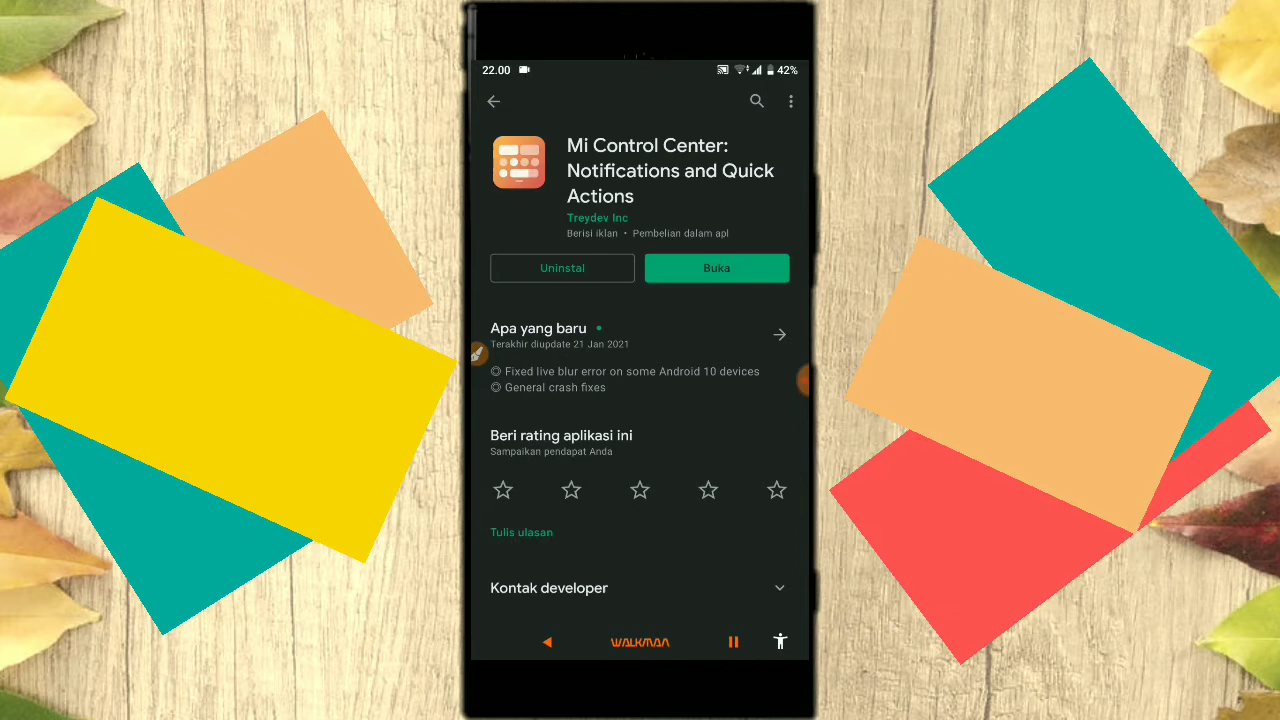 22.00 42%
Mi Control Center:
Notifications and Quick
Actions
Treydev Inc
Berisi iklan • Pembelian dalam apl
Uninstal Buka
Apa yang baru •
Terakhir diupdate 21 Jan 2021
◎ Fixed live blur error on some Android 10 devices
◎ General crash fixes
Beri rating aplikasi ini
Sampaikan pendapat Anda
Tulis ulasan
Kontak developer
WALKMAN